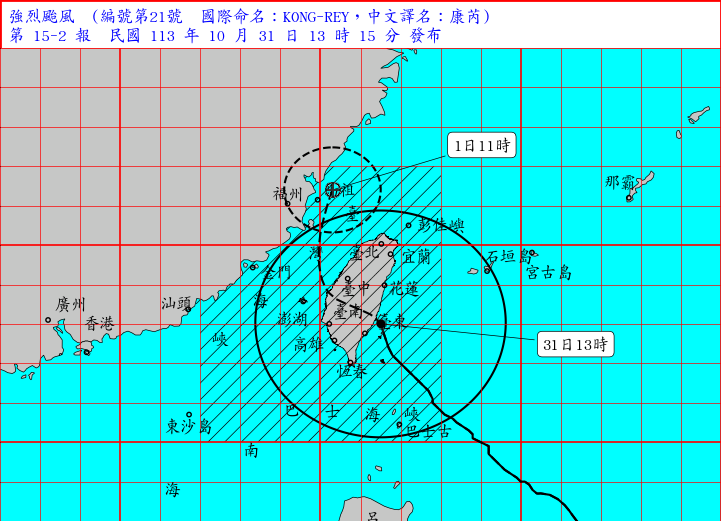 強烈颱風 (編號第21號 國際命名：KONG-REY，中文譯名：康芮)
第 15-2 報 民國 113 年 10 月 31 日 13 時 15 分 發布
1日11時
那霸
福州
祖
臺
彭佳嶼
灣
臺北
宜蘭
石垣島
宮古島
金門
臺中
花蓮
海
廣州
汕頭
澎湖
臺南
臺東
香港
峽
高雄
31日13時
恆春
巴 士 海 峽
東沙島
巴士古
南
海
呂